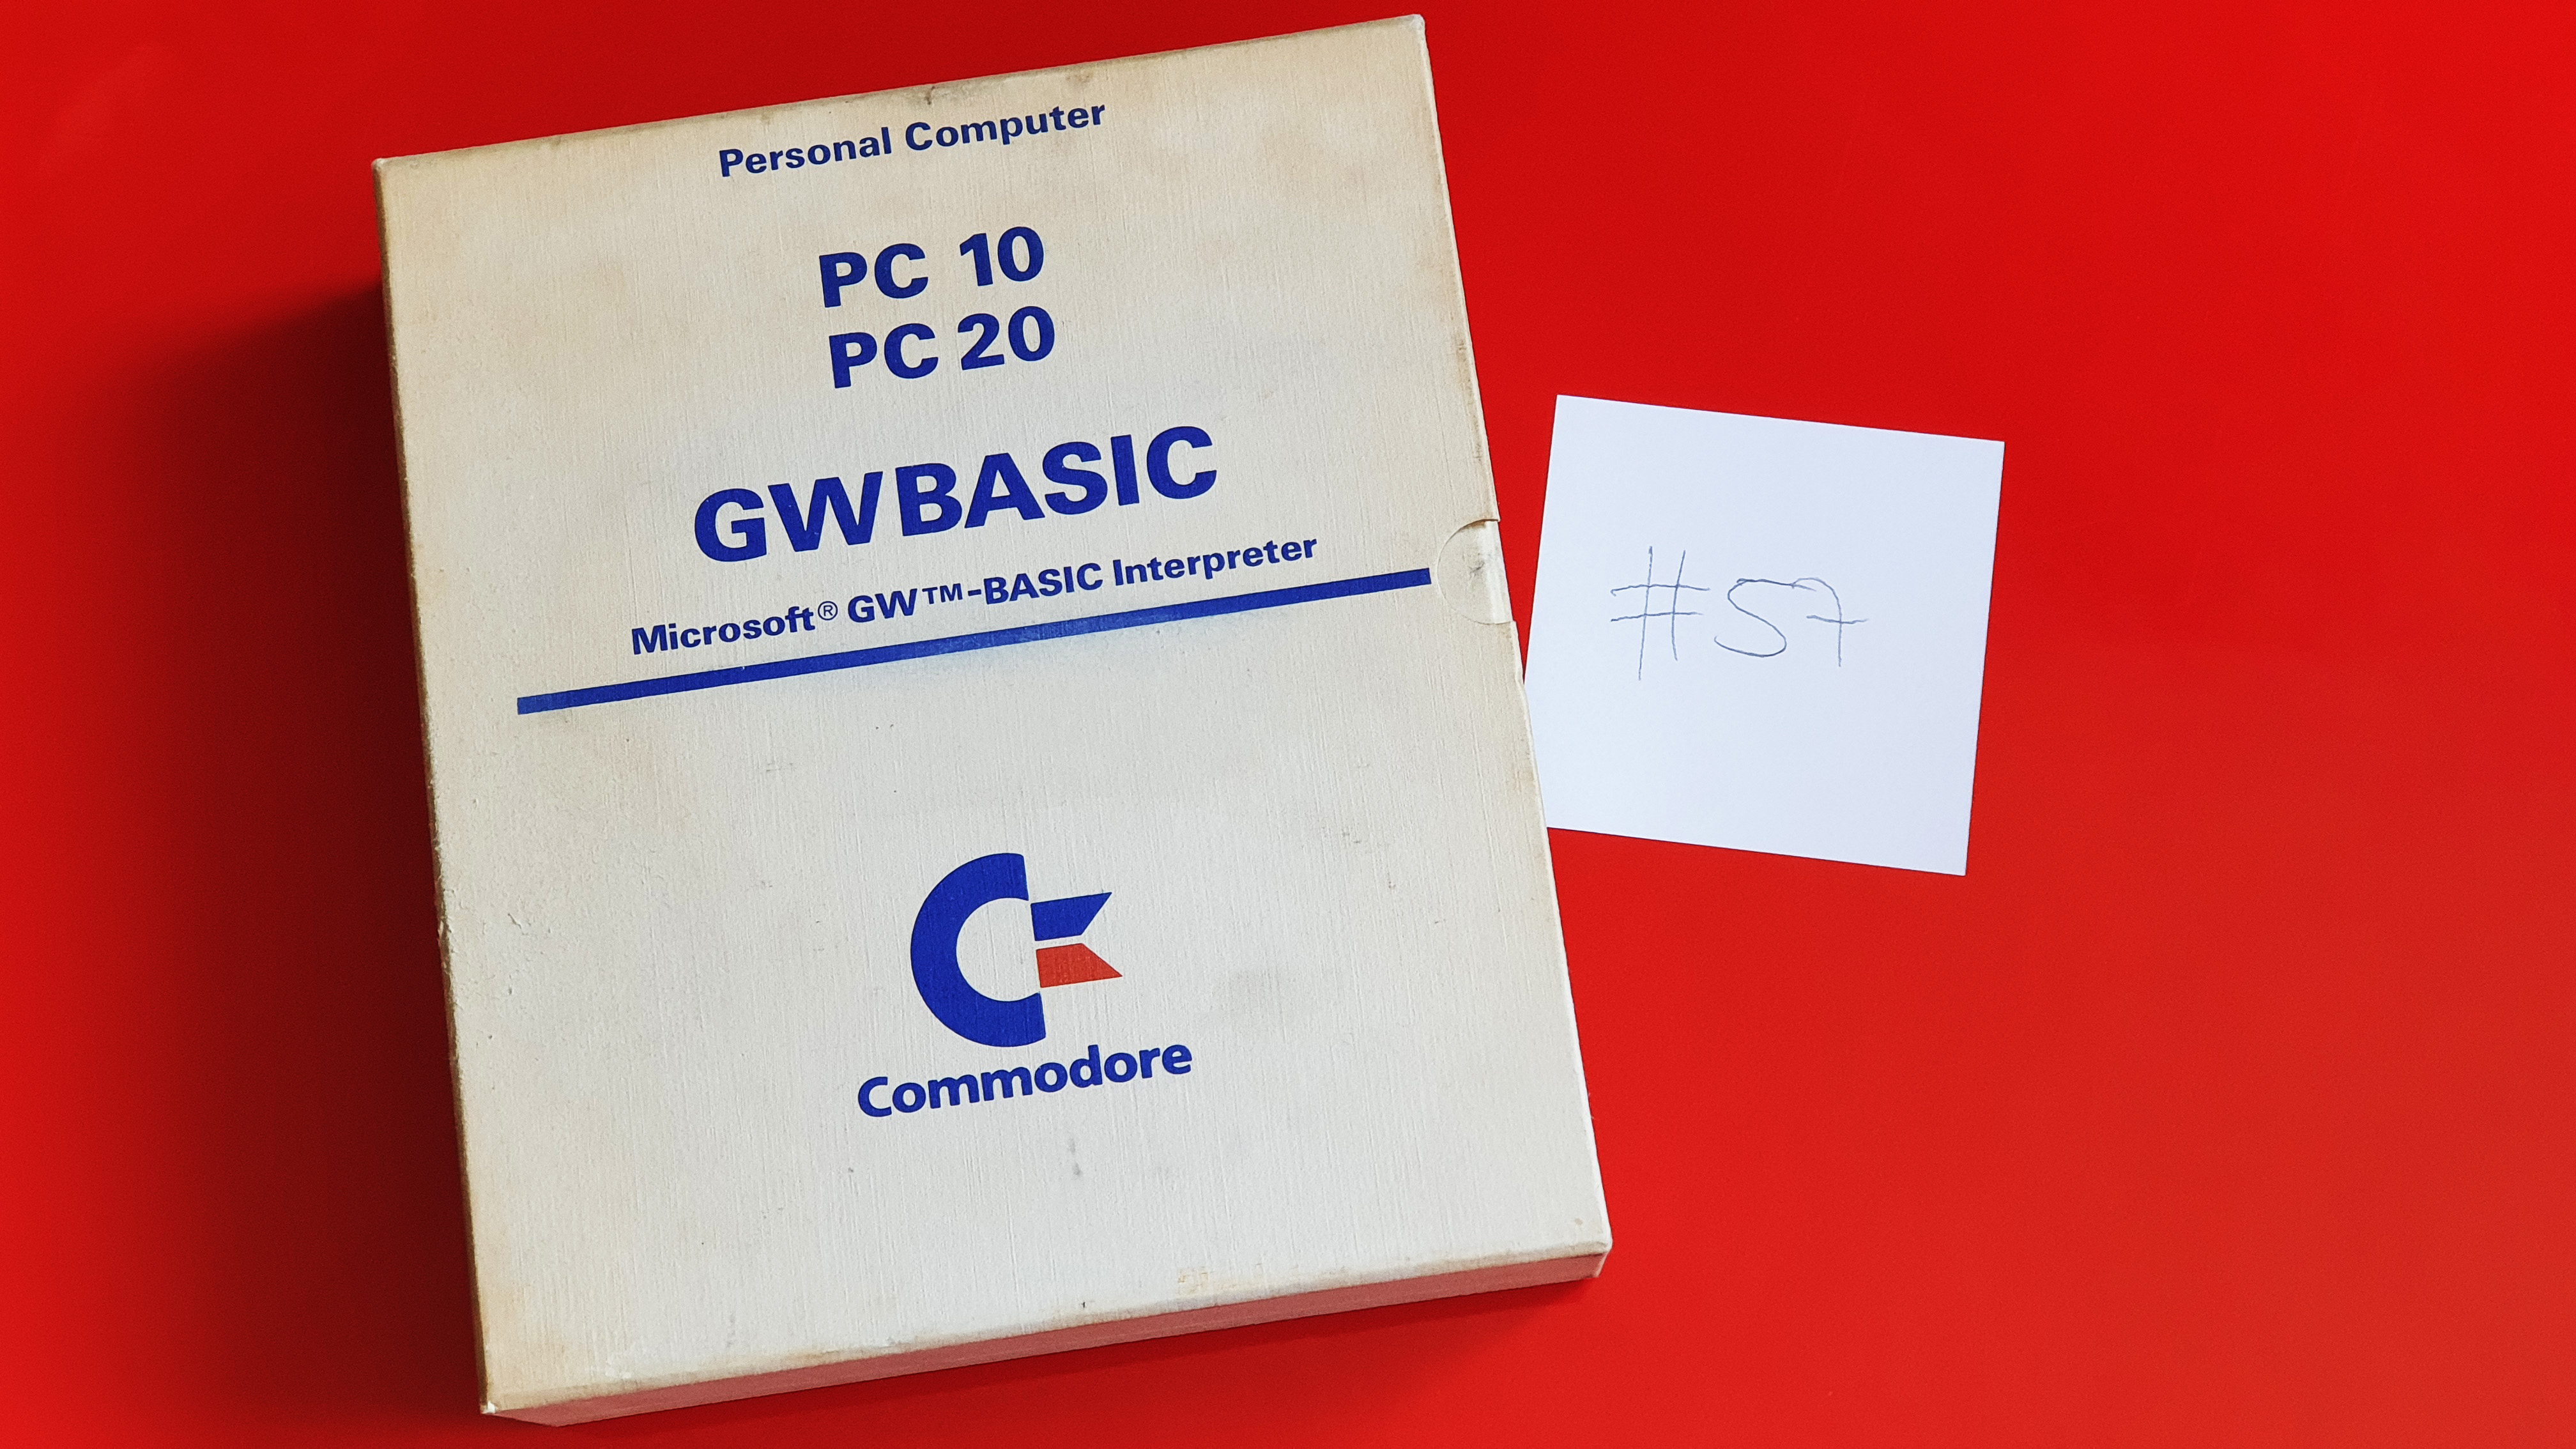 Personal Computer
PC 10
PC 20
GWBASIC
Microsoft® GW™-BASIC Interpreter
Commodore
#57